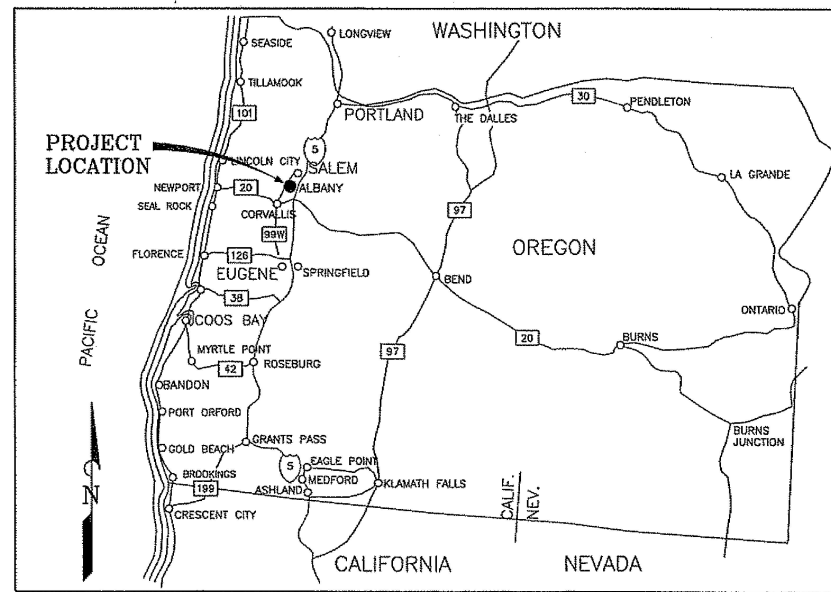 SEASIDE
LONGVIEW
WASHINGTON
TILLAMOOK
101
PORTLAND
THE DALLES
30
PENDLETON
PROJECT
LOCATION
5
LINCOLN CITY
SALEM
ALBANY
LA GRANDE
NEWPORT
20
SEAL ROCK
CORVALLIS
97
99W
OREGON
PACIFIC OCEAN
FLORENCE
126
EUGENE
SPRINGFIELD
BEND
38
COOS BAY
ONTARIO
20
BURNS
MYRTLE POINT
42
ROSEBURG
97
BANDON
PORT ORFORD
BURNS
JUNCTION
GOLD BEACH
GRANTS PASS
5
EAGLE POINT
MEDFORD
BROOKINGS
199
ASHLAND
KLAMATH FALLS
CALIF.
NEV.
N
CRESCENT CITY
CALIFORNIA
NEVADA